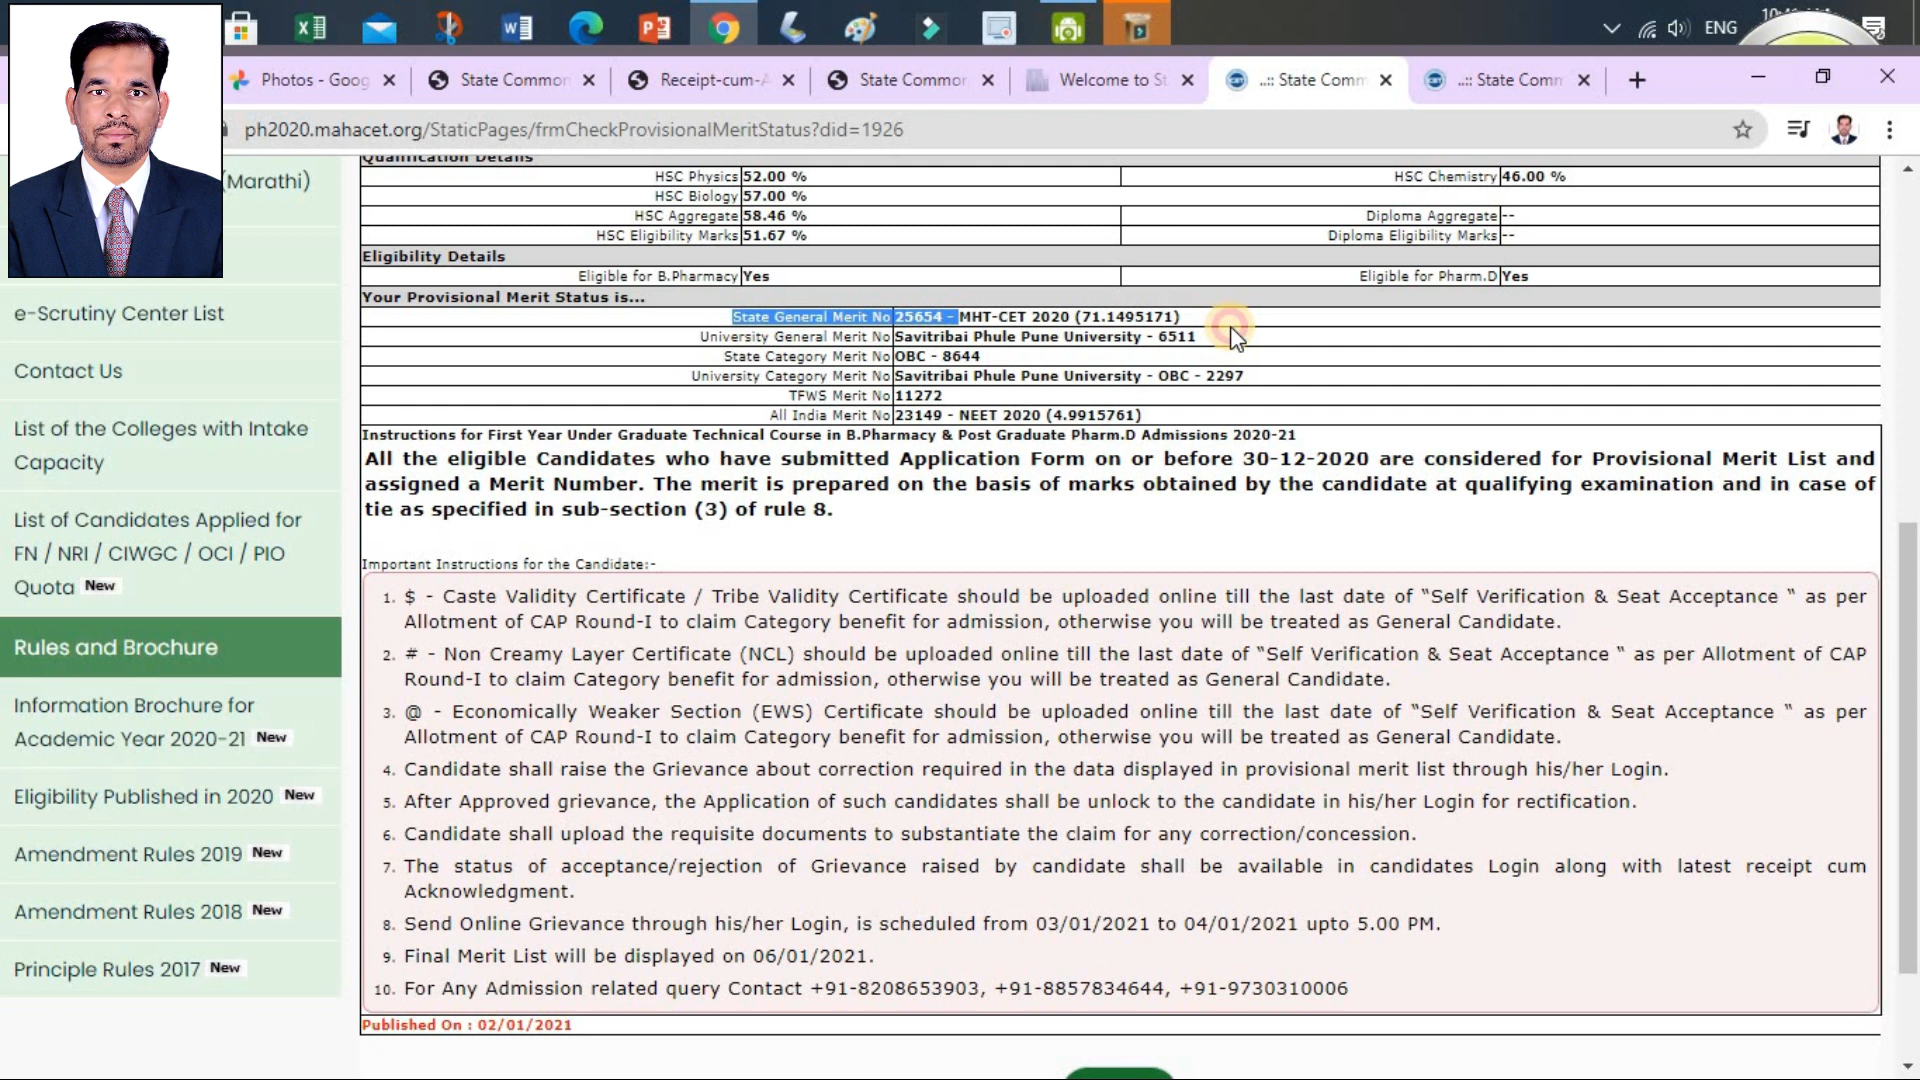 ENG
Photos - Goog
State Common
Receipt-cum-A
State Common
Welcome to St
..:: State Comm
..:: State Comm
ph2020.mahacet.org/StaticPages/frmCheckProvisionalMeritStatus?did=1926
(Marathi)
e-Scrutiny Center List
Contact Us
List of the Colleges with Intake
Capacity
List of Candidates Applied for
FN / NRI / CIWGC / OCI / PIO
Quota New
Rules and Brochure
Information Brochure for
Academic Year 2020-21 New
Eligibility Published in 2020 New
Amendment Rules 2019 New
Amendment Rules 2018 New
Principle Rules 2017 New
Qualification Details
HSC Physics 52.00 % HSC Chemistry 46.00 %
HSC Biology 57.00 %
HSC Aggregate 58.46 % Diploma Aggregate --
HSC Eligibility Marks 51.67 % Diploma Eligibility Marks --
Eligibility Details
Eligible for B.Pharmacy Yes Eligible for Pharm.D Yes
Your Provisional Merit Status is...
State General Merit No 25654 - MHT-CET 2020 (71.1495171)
University General Merit No Savitribai Phule Pune University - 6511
State Category Merit No OBC - 8644
University Category Merit No Savitribai Phule Pune University - OBC - 2297
TFWS Merit No 11272
All India Merit No 23149 - NEET 2020 (4.9915761)
Instructions for First Year Under Graduate Technical Course in B.Pharmacy & Post Graduate Pharm.D Admissions 2020-21
All the eligible Candidates who have submitted Application Form on or before 30-12-2020 are considered for Provisional Merit List and
assigned a Merit Number. The merit is prepared on the basis of marks obtained by the candidate at qualifying examination and in case of
tie as specified in sub-section (3) of rule 8.
Important Instructions for the Candidate:-
1. $ - Caste Validity Certificate / Tribe Validity Certificate should be uploaded online till the last date of “Self Verification & Seat Acceptance “ as per
Allotment of CAP Round-I to claim Category benefit for admission, otherwise you will be treated as General Candidate.
2. # - Non Creamy Layer Certificate (NCL) should be uploaded online till the last date of “Self Verification & Seat Acceptance “ as per Allotment of CAP
Round-I to claim Category benefit for admission, otherwise you will be treated as General Candidate.
3. @ - Economically Weaker Section (EWS) Certificate should be uploaded online till the last date of “Self Verification & Seat Acceptance “ as per
Allotment of CAP Round-I to claim Category benefit for admission, otherwise you will be treated as General Candidate.
4. Candidate shall raise the Grievance about correction required in the data displayed in provisional merit list through his/her Login.
5. After Approved grievance, the Application of such candidates shall be unlock to the candidate in his/her Login for rectification.
6. Candidate shall upload the requisite documents to substantiate the claim for any correction/concession.
7. The status of acceptance/rejection of Grievance raised by candidate shall be available in candidates Login along with latest receipt cum
Acknowledgment.
8. Send Online Grievance through his/her Login, is scheduled from 03/01/2021 to 04/01/2021 upto 5.00 PM.
9. Final Merit List will be displayed on 06/01/2021.
10. For Any Admission related query Contact +91-8208653903, +91-8857834644, +91-9730310006
Published On : 02/01/2021